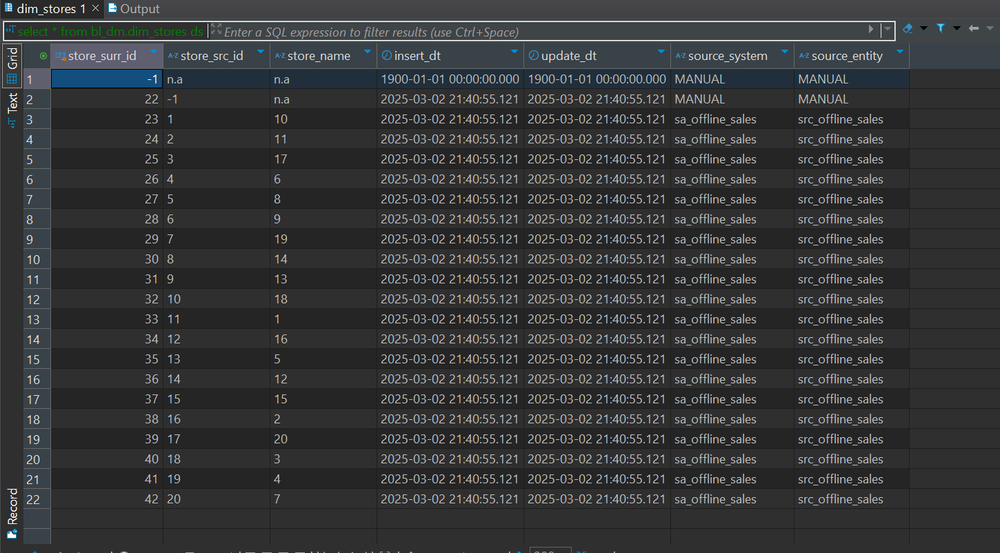 dim_stores 1 Output
select * from bl_dm.dim_stores ds Enter a SQL expression to filter results (use Ctrl+Space)
Grid
Text
Record
123 store_surr_id A-Z store_src_id A-Z store_name insert_dt update_dt A-Z source_system A-Z source_entity
1 -1 n.a n.a 1900-01-01 00:00:00.000 1900-01-01 00:00:00.000 MANUAL MANUAL
2 22 -1 n.a 2025-03-02 21:40:55.121 2025-03-02 21:40:55.121 MANUAL MANUAL
3 23 1 10 2025-03-02 21:40:55.121 2025-03-02 21:40:55.121 sa_offline_sales src_offline_sales
4 24 2 11 2025-03-02 21:40:55.121 2025-03-02 21:40:55.121 sa_offline_sales src_offline_sales
5 25 3 17 2025-03-02 21:40:55.121 2025-03-02 21:40:55.121 sa_offline_sales src_offline_sales
6 26 4 6 2025-03-02 21:40:55.121 2025-03-02 21:40:55.121 sa_offline_sales src_offline_sales
7 27 5 8 2025-03-02 21:40:55.121 2025-03-02 21:40:55.121 sa_offline_sales src_offline_sales
8 28 6 9 2025-03-02 21:40:55.121 2025-03-02 21:40:55.121 sa_offline_sales src_offline_sales
9 29 7 19 2025-03-02 21:40:55.121 2025-03-02 21:40:55.121 sa_offline_sales src_offline_sales
10 30 8 14 2025-03-02 21:40:55.121 2025-03-02 21:40:55.121 sa_offline_sales src_offline_sales
11 31 9 13 2025-03-02 21:40:55.121 2025-03-02 21:40:55.121 sa_offline_sales src_offline_sales
12 32 10 18 2025-03-02 21:40:55.121 2025-03-02 21:40:55.121 sa_offline_sales src_offline_sales
13 33 11 1 2025-03-02 21:40:55.121 2025-03-02 21:40:55.121 sa_offline_sales src_offline_sales
14 34 12 16 2025-03-02 21:40:55.121 2025-03-02 21:40:55.121 sa_offline_sales src_offline_sales
15 35 13 5 2025-03-02 21:40:55.121 2025-03-02 21:40:55.121 sa_offline_sales src_offline_sales
16 36 14 12 2025-03-02 21:40:55.121 2025-03-02 21:40:55.121 sa_offline_sales src_offline_sales
17 37 15 15 2025-03-02 21:40:55.121 2025-03-02 21:40:55.121 sa_offline_sales src_offline_sales
18 38 16 2 2025-03-02 21:40:55.121 2025-03-02 21:40:55.121 sa_offline_sales src_offline_sales
19 39 17 20 2025-03-02 21:40:55.121 2025-03-02 21:40:55.121 sa_offline_sales src_offline_sales
20 40 18 3 2025-03-02 21:40:55.121 2025-03-02 21:40:55.121 sa_offline_sales src_offline_sales
21 41 19 4 2025-03-02 21:40:55.121 2025-03-02 21:40:55.121 sa_offline_sales src_offline_sales
22 42 20 7 2025-03-02 21:40:55.121 2025-03-02 21:40:55.121 sa_offline_sales src_offline_sales